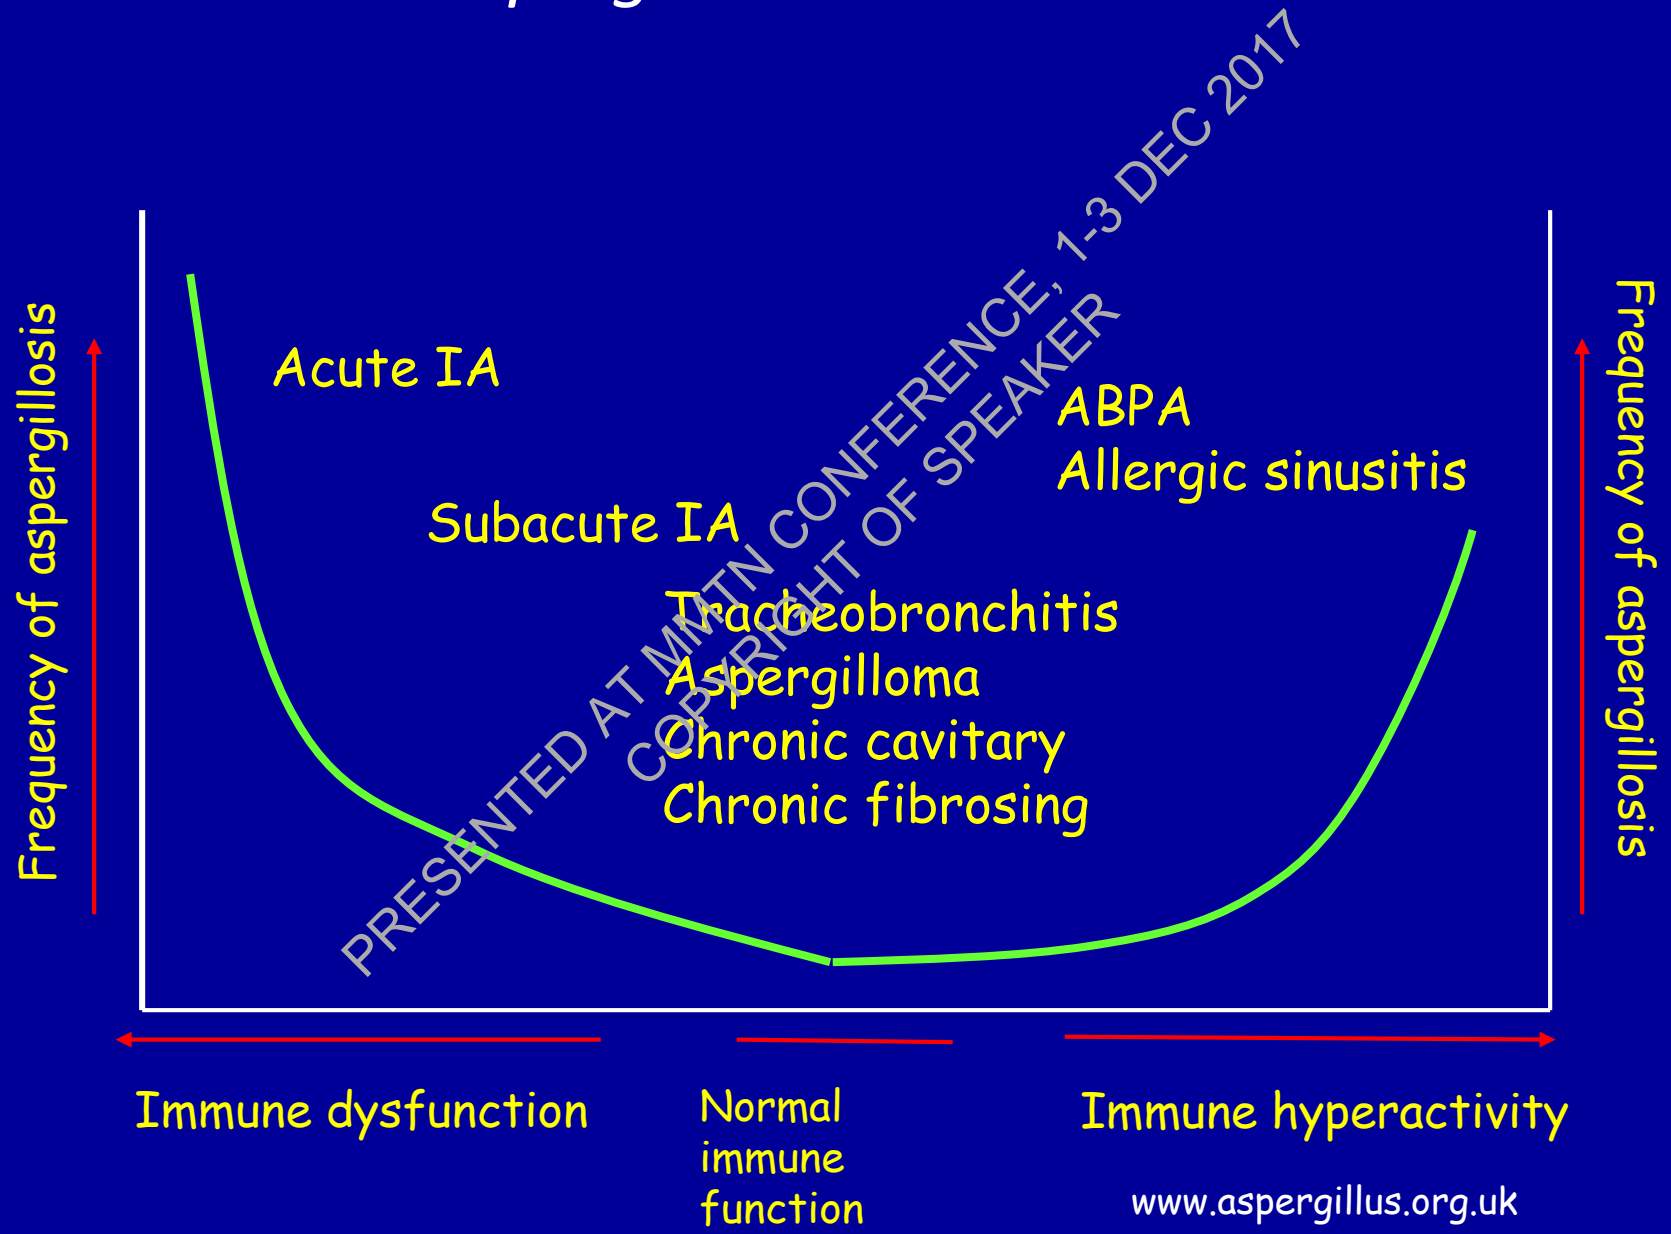 Frequency of aspergillosis
Acute IA
Subacute IA
Tracheobronchitis
Aspergilloma
Chronic cavitary
Chronic fibrosing
ABPA
Allergic sinusitis
Frequency of aspergillosis
Immune dysfunction
Normal
immune
function
Immune hyperactivity
www.aspergillus.org.uk
PRESENTED AT MMTN CONFERENCE, 1-3 DEC 2017
COPYRIGHT OF SPEAKER